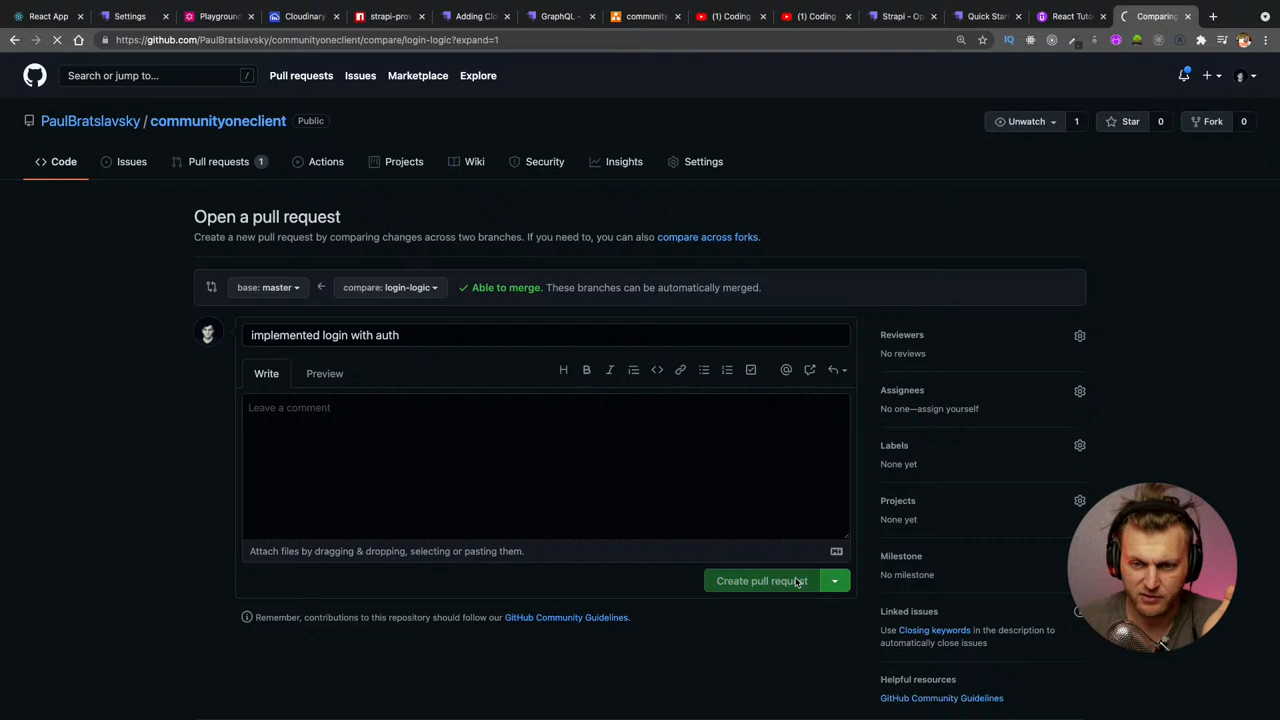 React App
Settings
Playground
Cloudinary
strapi-prov
Adding Clo
GraphQL -
community
(1) Coding
(1) Coding
Strapi - Op
Quick Star
React Tuto
Comparing
https://github.com/PaulBratslavsky/communityoneclient/compare/login-logic?expand=1
Search or jump to...
/
Pull requests
Issues
Marketplace
Explore
PaulBratslavsky / communityoneclient
Public
Unwatch
1
Star
0
Fork
0
Code
Issues
Pull requests
1
Actions
Projects
Wiki
Security
Insights
Settings
Open a pull request
Create a new pull request by comparing changes across two branches. If you need to, you can also compare across forks.
base: master
compare: login-logic
Able to merge. These branches can be automatically merged.
implemented login with auth
Write
Preview
Leave a comment
Attach files by dragging & dropping, selecting or pasting them.
Create pull request
Remember, contributions to this repository should follow our GitHub Community Guidelines.
Reviewers
No reviews
Assignees
No one—assign yourself
Labels
None yet
Projects
None yet
Milestone
No milestone
Linked issues
Use Closing keywords in the description to
automatically close issues
Helpful resources
GitHub Community Guidelines